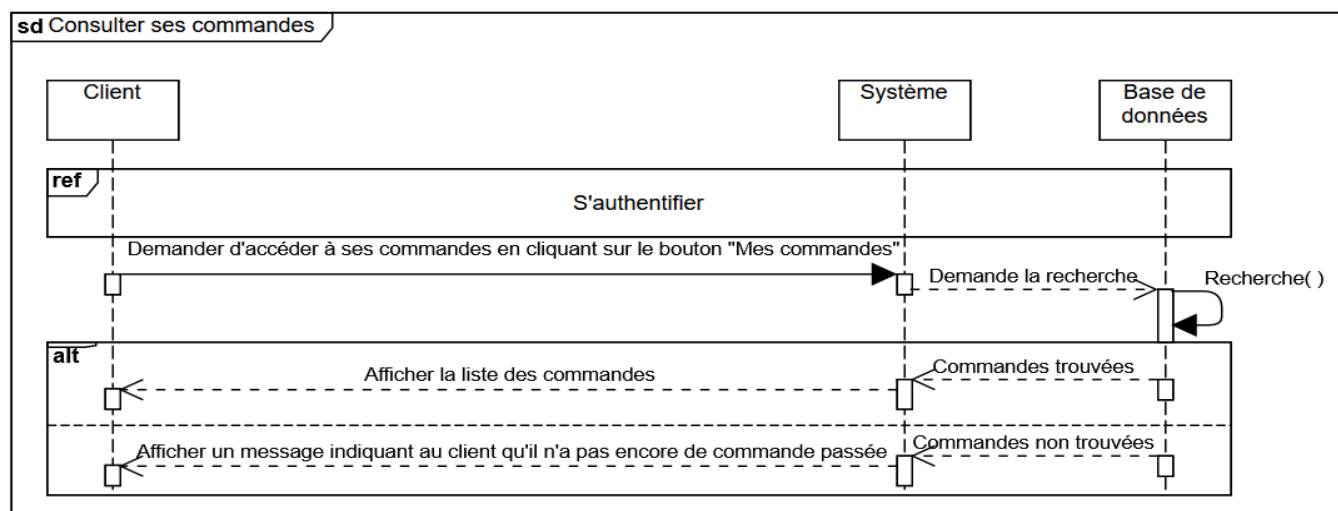 sd Consulter ses commandes
Client
Système
Base de
données
ref
S'authentifier
Demander d'accéder à ses commandes en cliquant sur le bouton "Mes commandes"
Demande la recherche
Recherche( )
alt
Afficher la liste des commandes
Commandes trouvées
Afficher un message indiquant au client qu'il n'a pas encore de commande passée
Commandes non trouvées